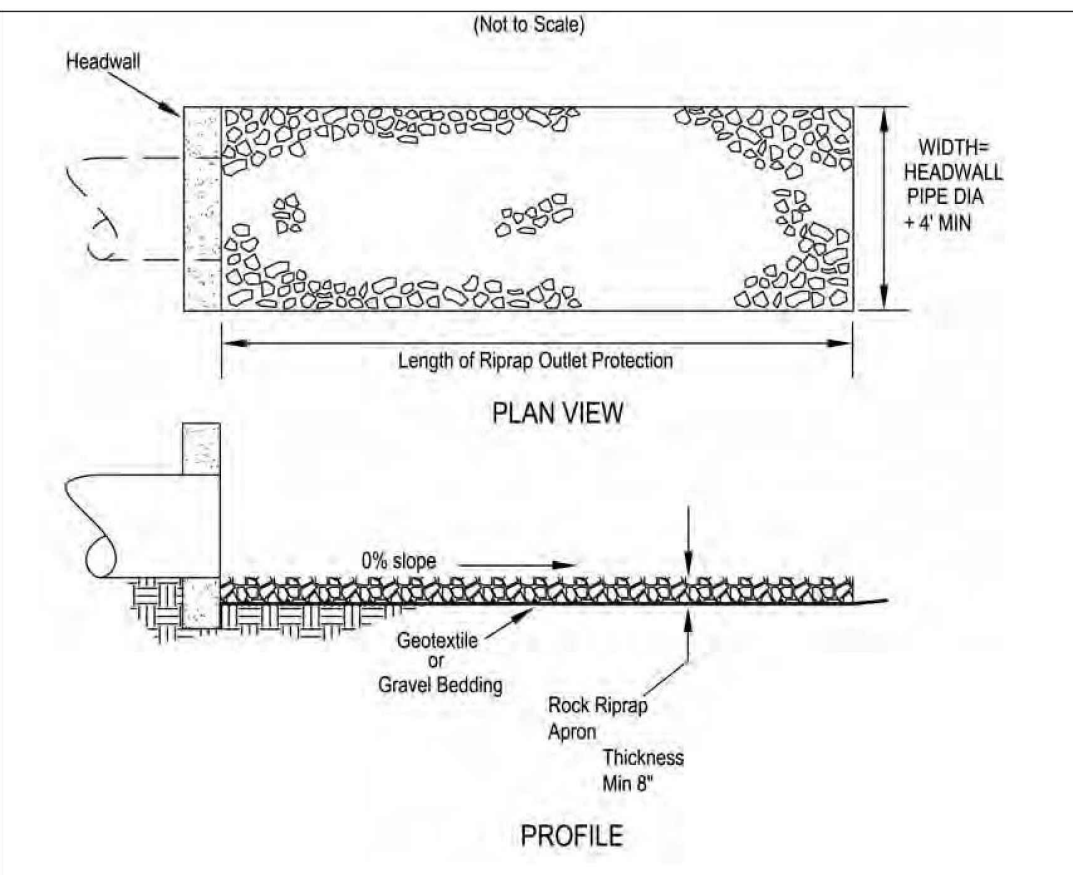 (Not to Scale)
Headwall
WIDTH=
HEADWALL
PIPE DIA
+ 4' MIN
Length of Riprap Outlet Protection
PLAN VIEW
0% slope
Geotextile
or
Gravel Bedding
Rock Riprap
Apron
Thickness
Min 8"
PROFILE